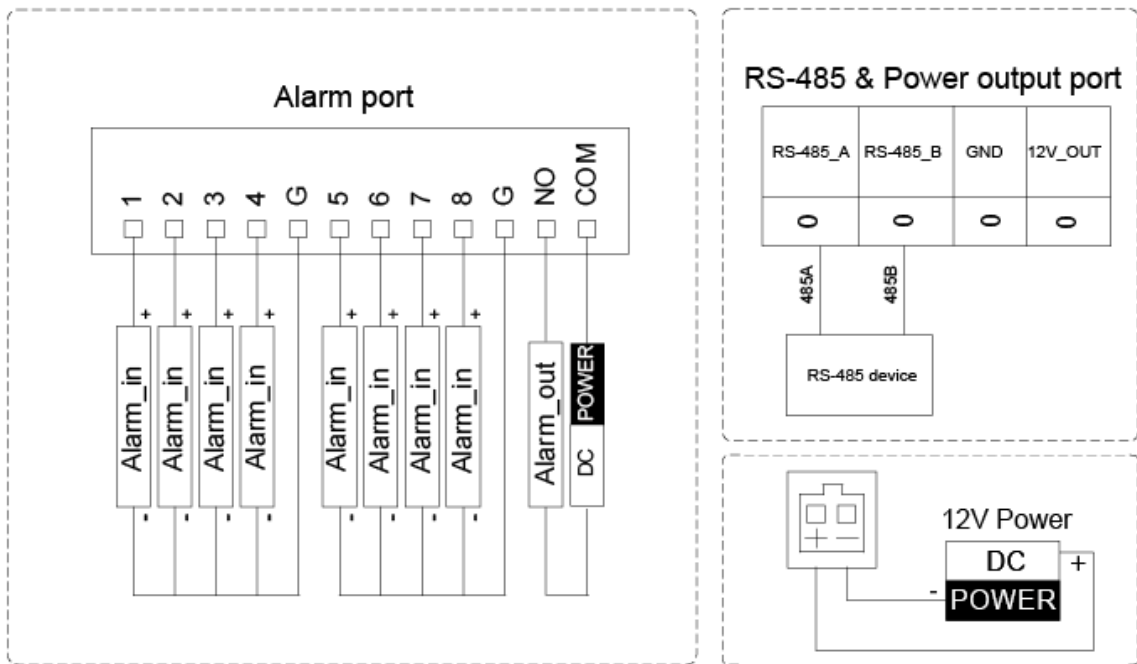 Alarm port
1 2 3 4 G 5 6 7 8 G NO COM
+ + + + + + + +
Alarm_in Alarm_in Alarm_in Alarm_in Alarm_in Alarm_in Alarm_in Alarm_in Alarm_out DC POWER
- - - - - - - -
RS-485 & Power output port
RS-485_A RS-485_B GND 12V_OUT
0 0 0 0
485A 485B
RS-485 device
12V Power
+ −
DC +
- POWER